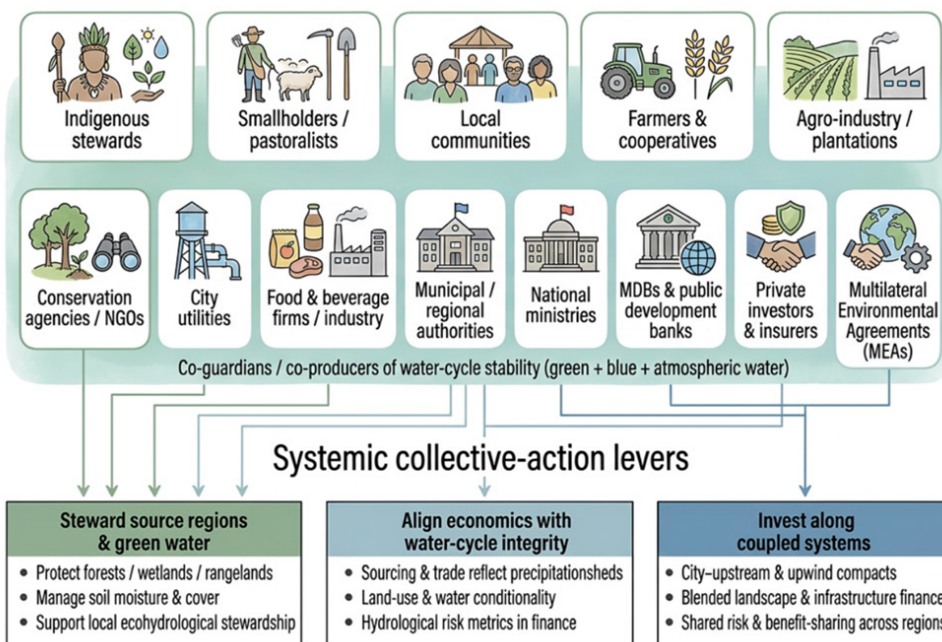 Indigenous
stewards
Smallholders /
pastoralists
Local
communities
Farmers &
cooperatives
Agro-industry /
plantations
Conservation
agencies / NGOs
City
utilities
Food & beverage
firms / industry
Municipal /
regional
authorities
National
ministries
MDBs & public
development
banks
Private
investors
& insurers
Multilateral
Environmental
Agreements
(MEAs)
Co-guardians / co-producers of water-cycle stability (green + blue + atmospheric water)
Systemic collective-action levers
Steward source regions
& green water
• Protect forests / wetlands / rangelands
• Manage soil moisture & cover
• Support local ecohydrological stewardship
Align economics with
water-cycle integrity
• Sourcing & trade reflect precipitationsheds
• Land-use & water conditionality
• Hydrological risk metrics in finance
Invest along
coupled systems
• City–upstream & upwind compacts
• Blended landscape & infrastructure finance
• Shared risk & benefit-sharing across regions